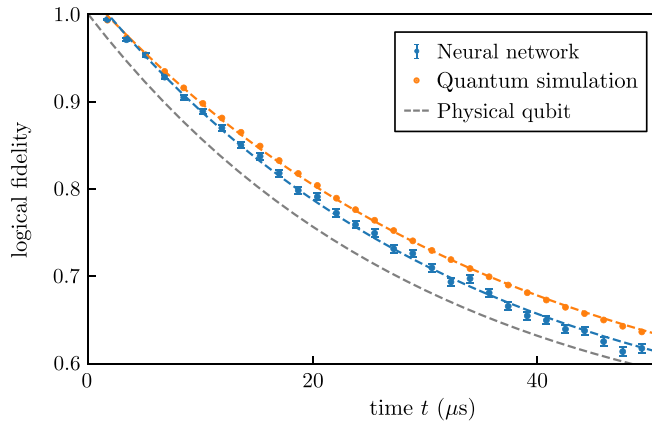 1.0
0.9
0.8
0.7
0.6
logical fidelity
Neural network
Quantum simulation
Physical qubit
0
20
40
time t (μs)